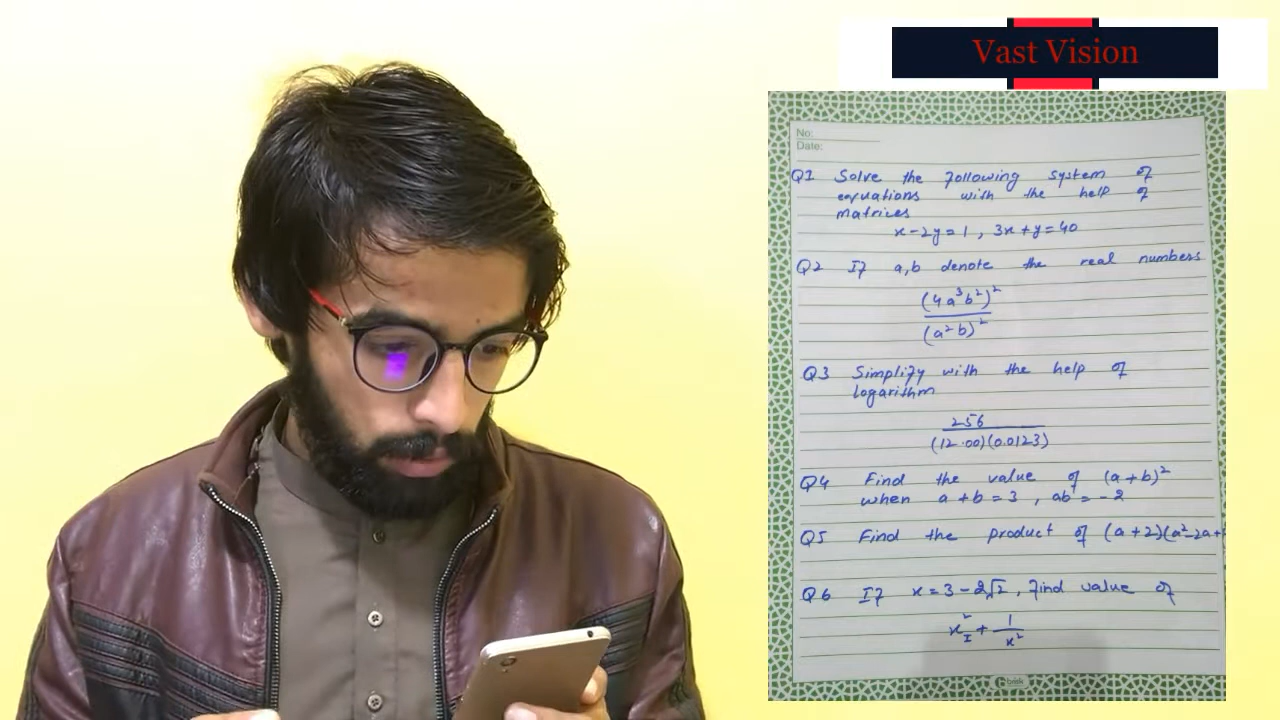 Vast Vision
No:
Date:
Q1 Solve the following system of
equations with the help of
matrices
x-2y=1, 3x+y=40
Q2 If a,b denote the real numbers
(4a³b²)²
(a²b)²
Q3 Simplify with the help of
logarithm
256
(12.00)(0.0123)
Q4 Find the value of (a+b)²
when a+b=3, ab=-2
Q5 Find the product of (a+2)(a²-2a+
Q6 If x=3-2√2, find value of
x² + 1
x²